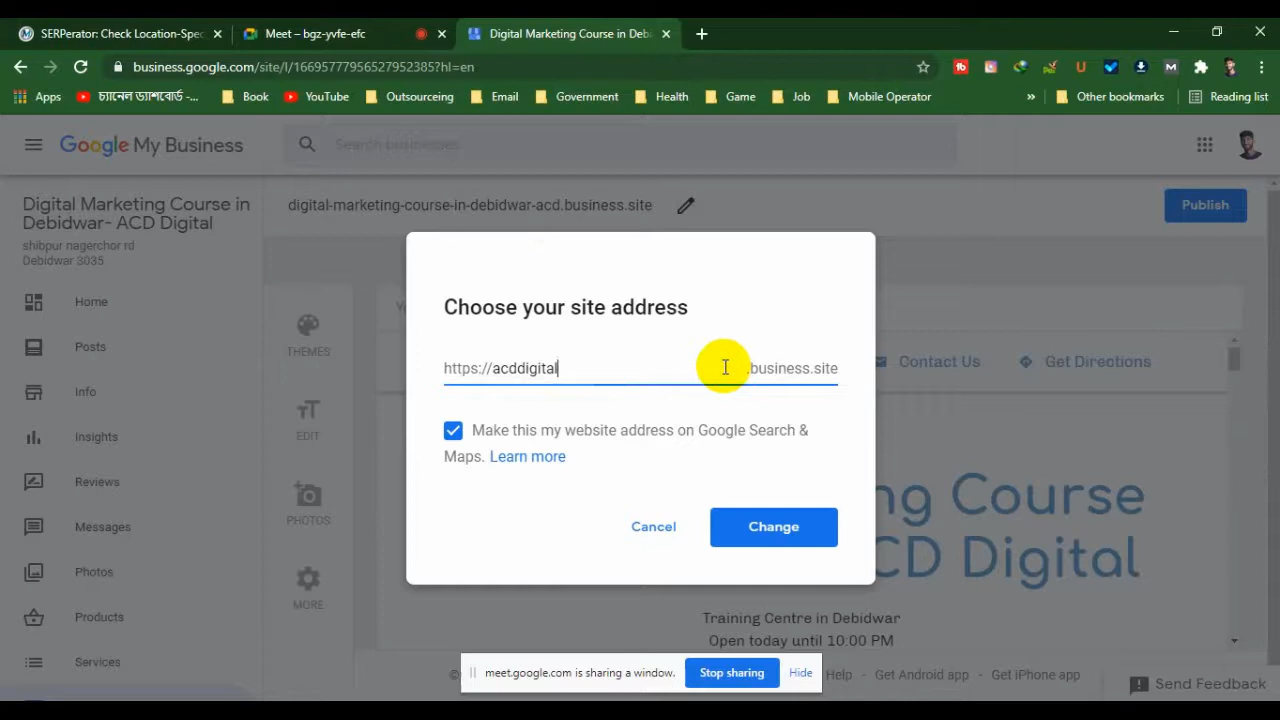 SERPerator: Check Location-Spec
Meet – bgz-yvfe-efc
Digital Marketing Course in Deb
business.google.com/site/l/16695777956527952385?hl=en
Apps
চ্যানেল ড্যাশবোর্ড -...
Book
YouTube
Outsourceing
Email
Government
Health
Game
Job
Mobile Operator
»
Other bookmarks
Reading list
Google My Business
Search businesses
Digital Marketing Course in
Debidwar- ACD Digital
shibpur nagerchor rd
Debidwar 3035
digital-marketing-course-in-debidwar-acd.business.site
Publish
Home
Posts
Info
Insights
Reviews
Messages
Photos
Products
Services
THEMES
EDIT
PHOTOS
MORE
Choose your site address
https://acddigital
.business.site
Make this my website address on Google Search &
Maps. Learn more
Cancel
Change
Contact Us
Get Directions
ng Course
CD Digital
Training Centre in Debidwar
Open today until 10:00 PM
meet.google.com is sharing a window.
Stop sharing
Hide
Help
Get Android app
Get iPhone app
Send Feedback